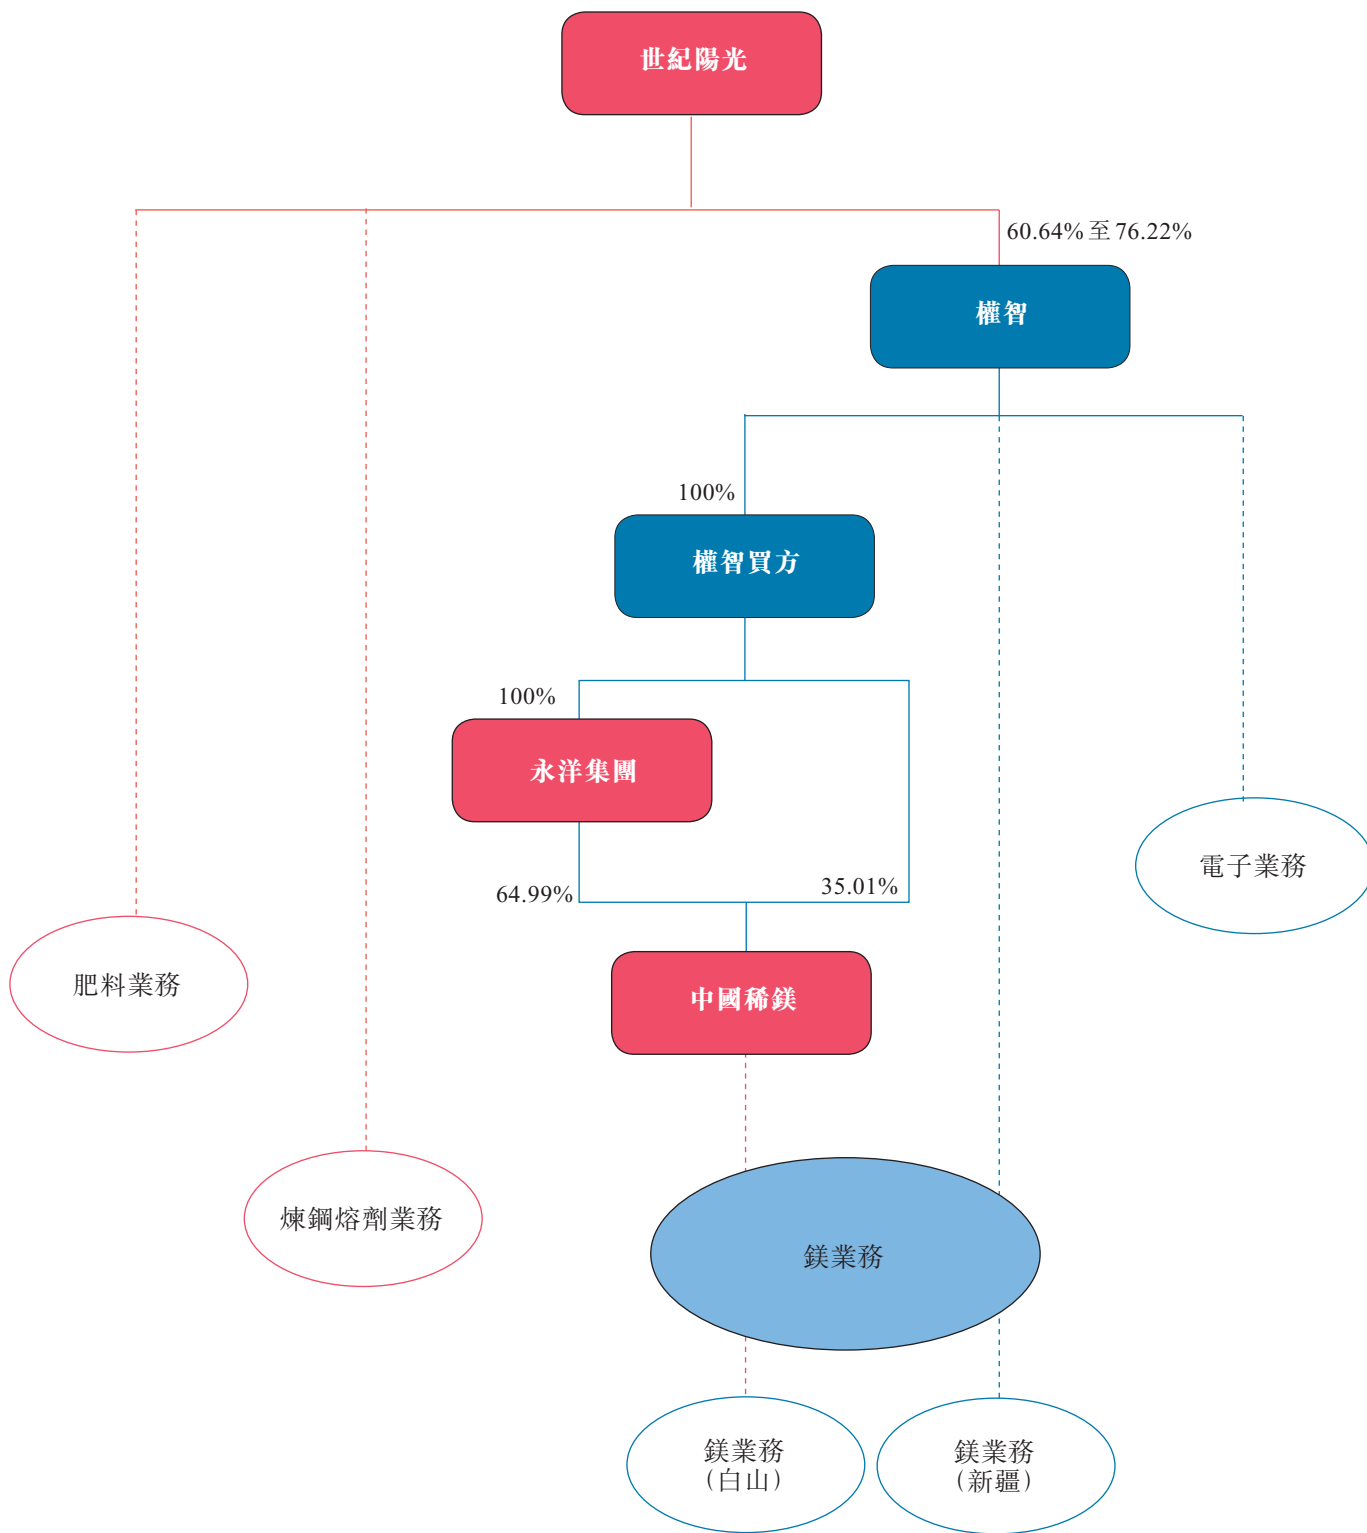 世紀陽光
60.64% 至 76.22%
權智
100%
權智買方
100%
永洋集團
電子業務
64.99%
35.01%
肥料業務
中國稀鎂
煉鋼熔劑業務
鎂業務
鎂業務
(白山)
鎂業務
(新疆)